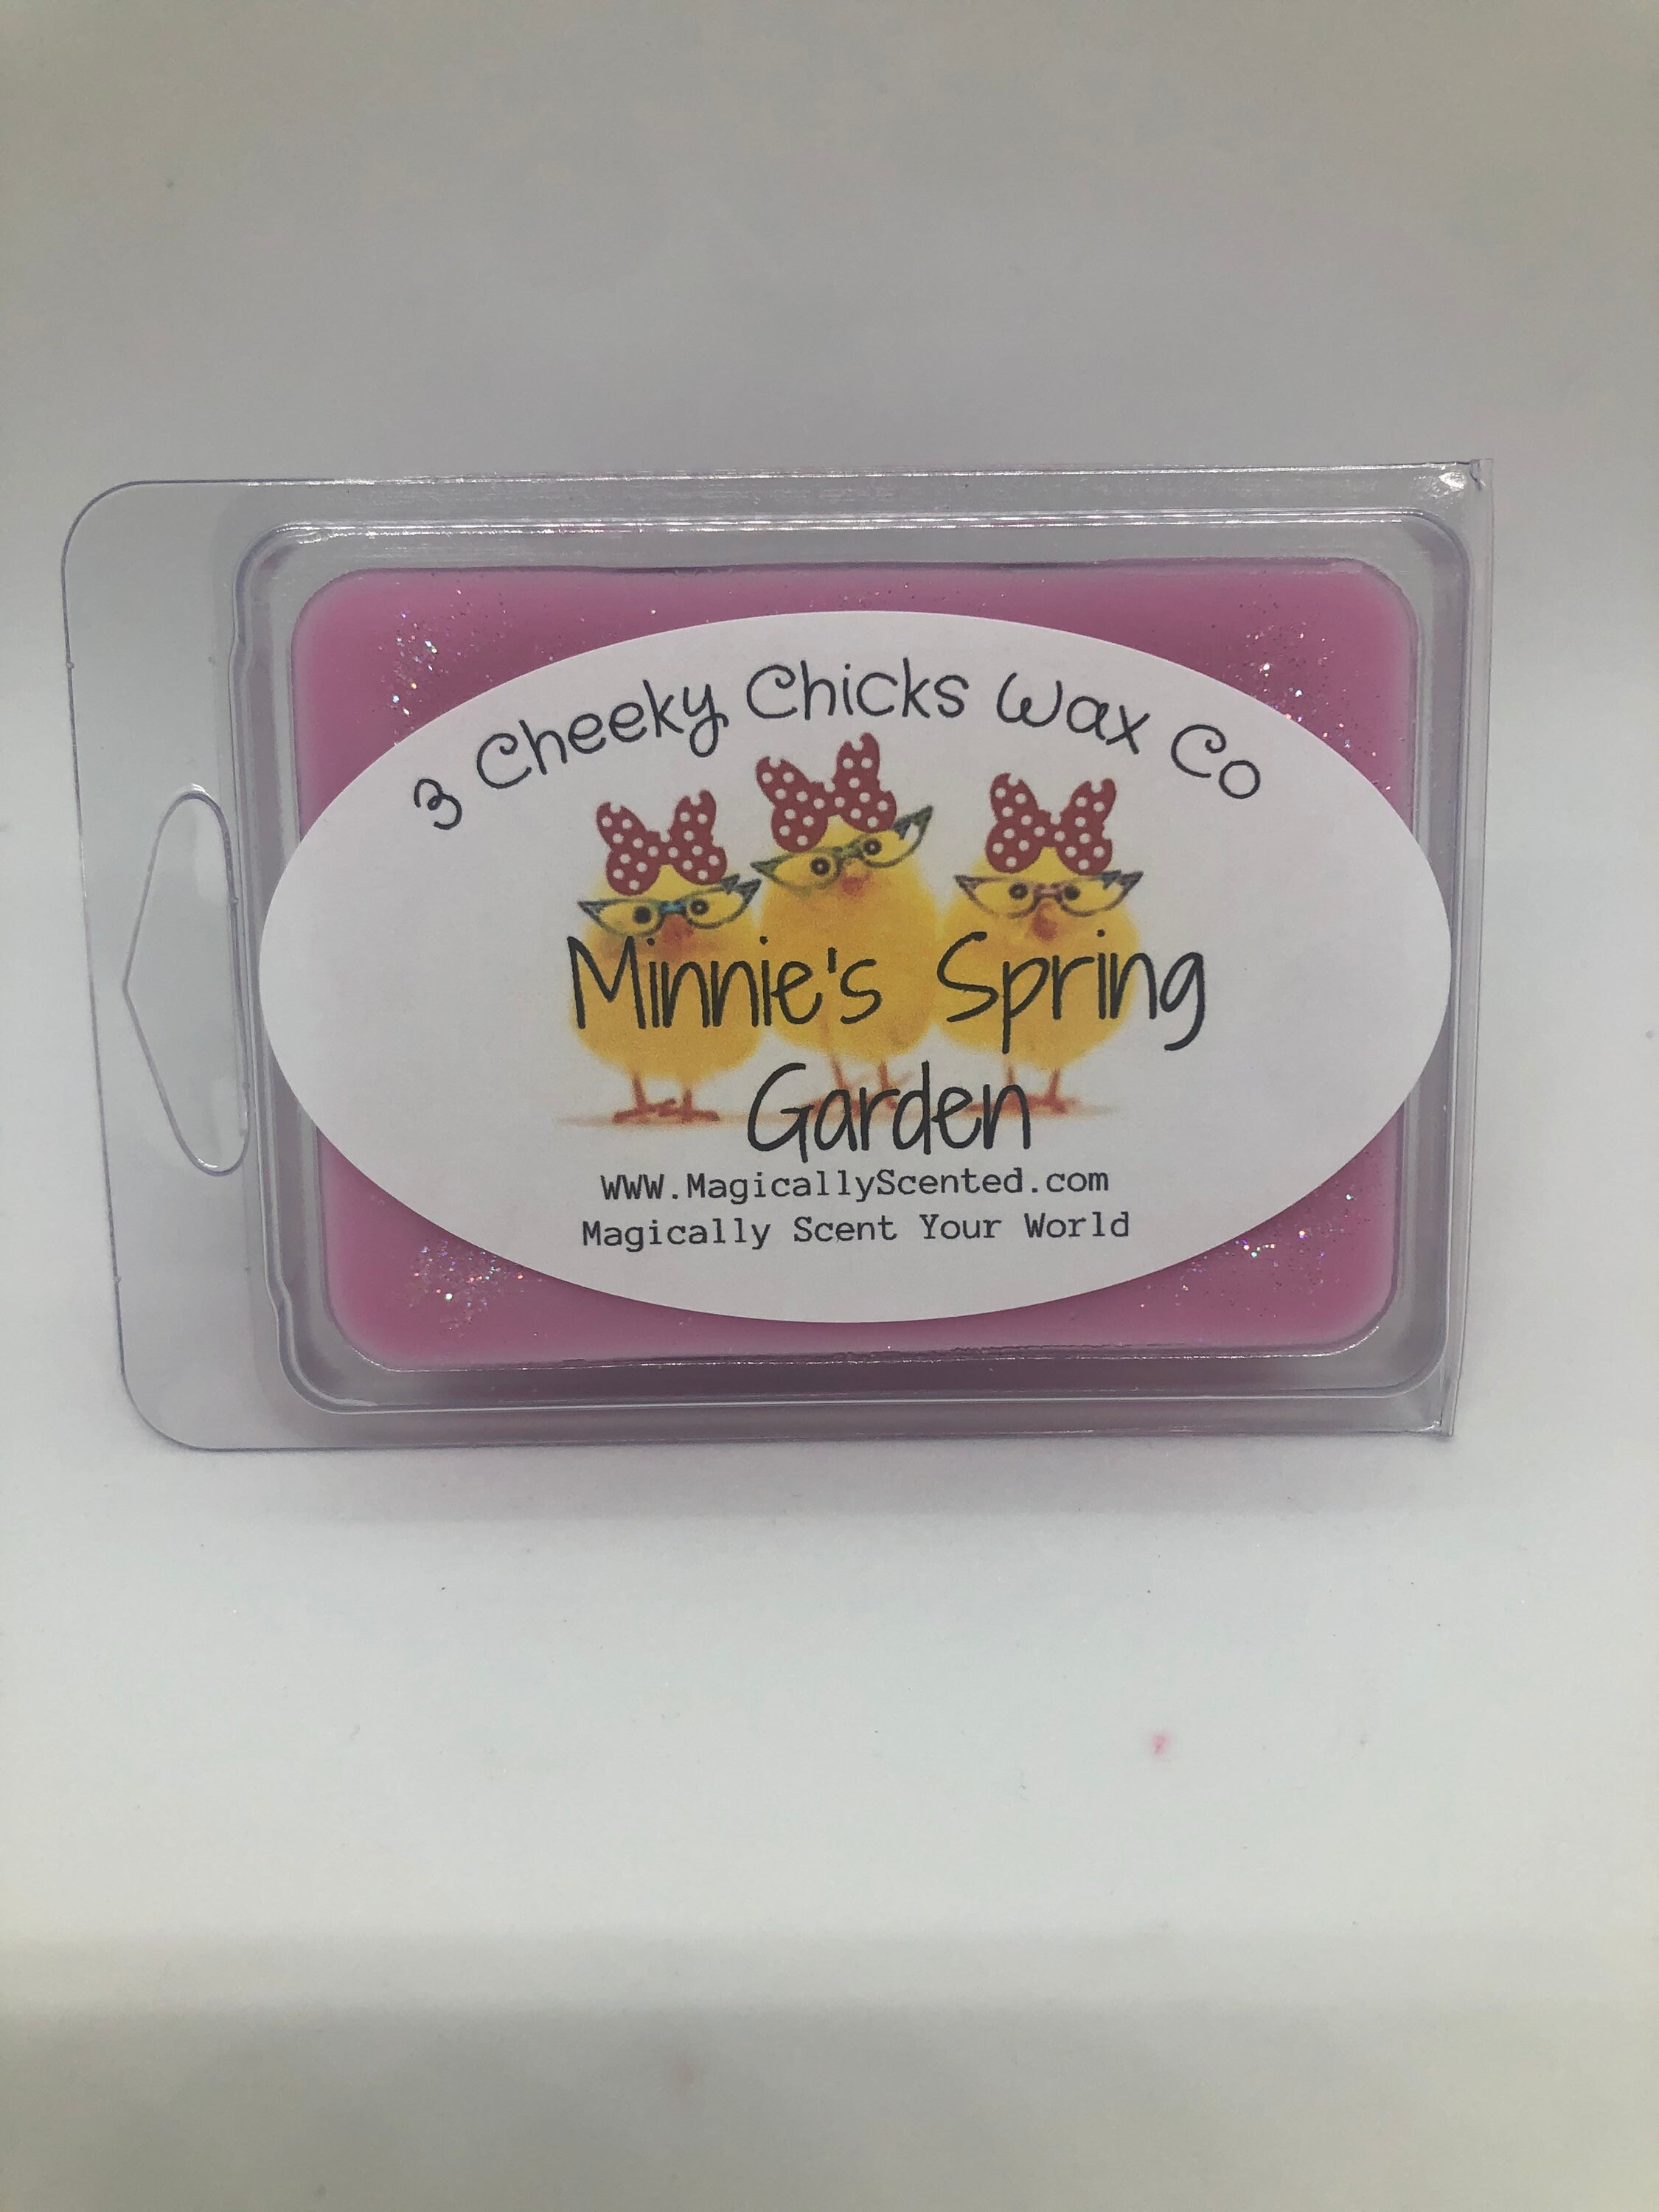 3 Cheeky Chicks Wax Co
Minnie's Spring
Garden
WWW.MagicallyScented.com
Magically Scent Your World